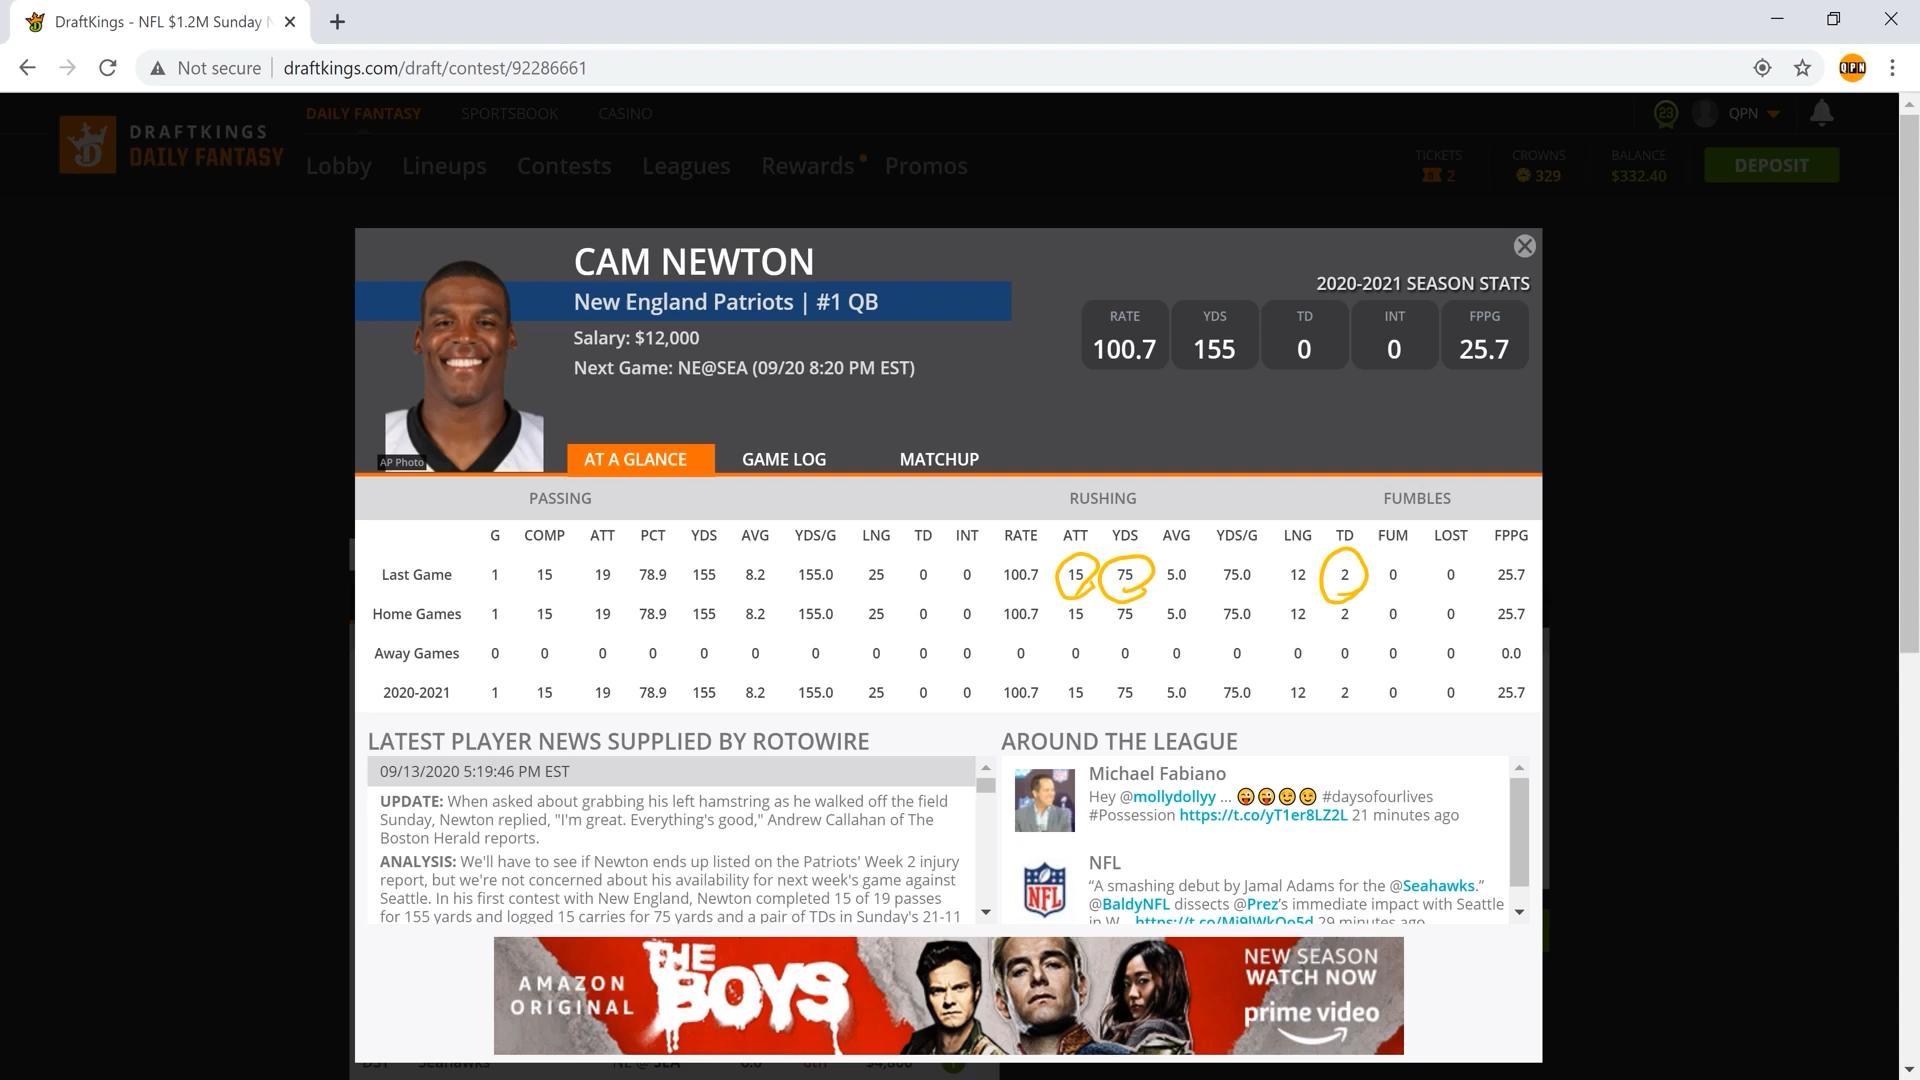 DraftKings - NFL $1.2M Sunday
Not secure draftkings.com/draft/contest/92286661 QPN
DAILY FANTASY SPORTSBOOK CASINO 23 QPN
DRAFTKINGS
DAILY FANTASY
Lobby Lineups Contests Leagues Rewards Promos
TICKETS CROWNS BALANCE
2 329 $332.40 DEPOSIT
CAM NEWTON
New England Patriots | #1 QB
Salary: $12,000
Next Game: NE@SEA (09/20 8:20 PM EST)
2020-2021 SEASON STATS
RATE YDS TD INT FPPG
100.7 155 0 0 25.7
AP Photo
AT A GLANCE GAME LOG MATCHUP
PASSING RUSHING FUMBLES
G COMP ATT PCT YDS AVG YDS/G LNG TD INT RATE ATT YDS AVG YDS/G LNG TD FUM LOST FPPG
Last Game 1 15 19 78.9 155 8.2 155.0 25 0 0 100.7 15 75 5.0 75.0 12 2 0 0 25.7
Home Games 1 15 19 78.9 155 8.2 155.0 25 0 0 100.7 15 75 5.0 75.0 12 2 0 0 25.7
Away Games 0 0 0 0 0 0 0 0 0 0 0 0 0 0 0 0 0 0 0 0.0
2020-2021 1 15 19 78.9 155 8.2 155.0 25 0 0 100.7 15 75 5.0 75.0 12 2 0 0 25.7
LATEST PLAYER NEWS SUPPLIED BY ROTOWIRE
09/13/2020 5:19:46 PM EST
UPDATE: When asked about grabbing his left hamstring as he walked off the field
Sunday, Newton replied, "I'm great. Everything's good," Andrew Callahan of The
Boston Herald reports.
ANALYSIS: We'll have to see if Newton ends up listed on the Patriots' Week 2 injury
report, but we're not concerned about his availability for next week's game against
Seattle. In his first contest with New England, Newton completed 15 of 19 passes
for 155 yards and logged 15 carries for 75 yards and a pair of TDs in Sunday's 21-11
AROUND THE LEAGUE
Michael Fabiano
Hey @mollydollyy ... 😜😜😉😉 #daysofourlives
#Possession https://t.co/yT1er8LZ2L 21 minutes ago
NFL
NFL
“A smashing debut by Jamal Adams for the @Seahawks.”
@BaldyNFL dissects @Prez’s immediate impact with Seattle
in W... 29 minutes ago
AMAZON
ORIGINAL
THE
BOYS
NEW SEASON
WATCH NOW
prime video
DST Seahawks NE @ SEA